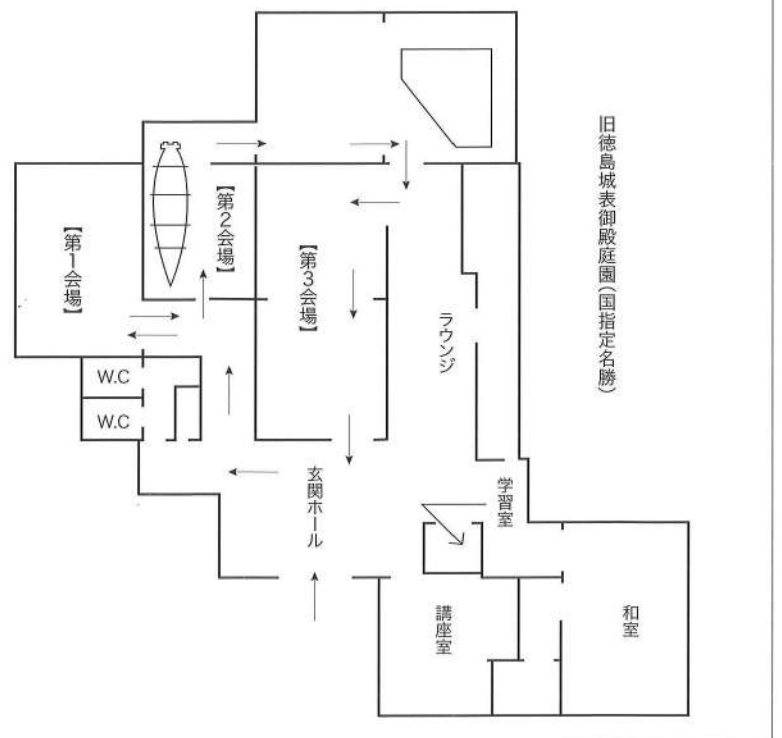 旧徳島城表御殿庭園(国指定名勝)
【第1会場】
【第2会場】
【第3会場】
ラウンジ
W.C
W.C
玄関ホール
学習室
講座室
和室